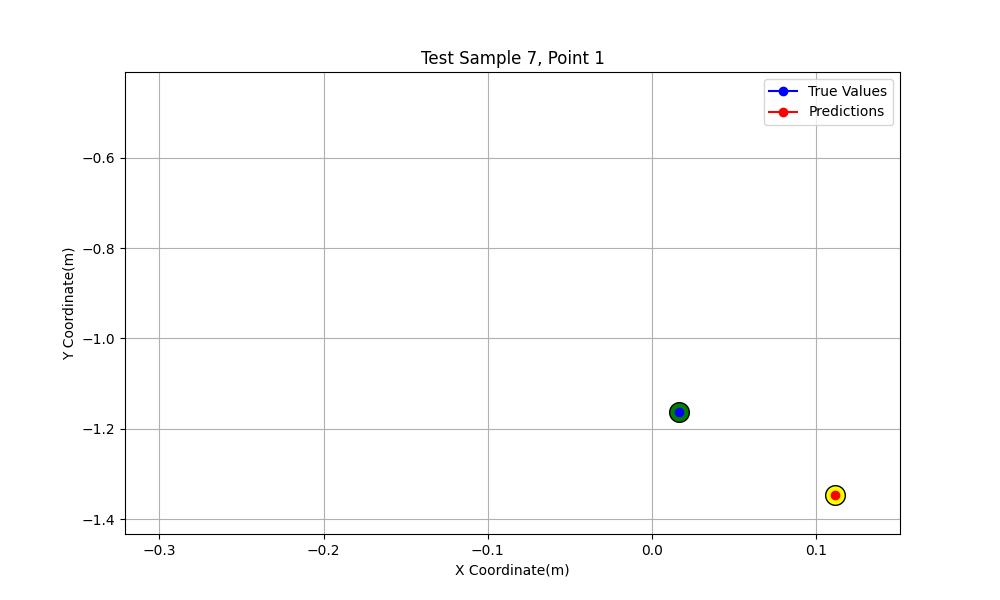 Test Sample 7, Point 1
True Values
Predictions
−0.6
−0.8
−1.0
−1.2
−1.4
Y Coordinate(m)
−0.3
−0.2
−0.1
0.0
0.1
X Coordinate(m)